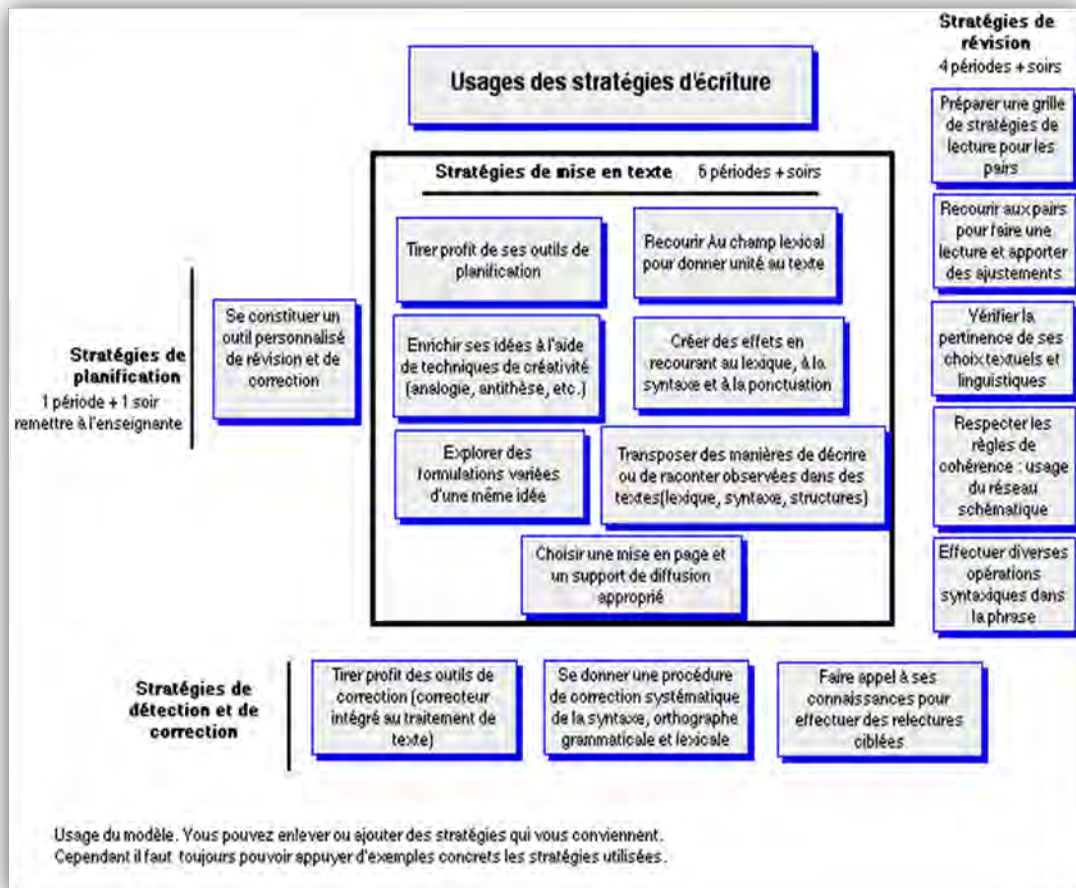 Usages des stratégies d'écriture
Stratégies de planification
1 période + 1 soir
remettre à l'enseignante
Se constituer un
outil personnalisé
de révision et de
correction
Stratégies de mise en texte 5 périodes + soirs
Tirer profit de ses outils de
planification
Recourir Au champ lexical
pour donner unité au texte
Enrichir ses idées à l'aide
de techniques de créativité
(analogie, antithèse, etc.)
Créer des effets en
recourant au lexique, à la
syntaxe et à la ponctuation
Explorer des
formulations variées
d'une même idée
Transposer des manières de décrire
ou de raconter observées dans des
textes(lexique, syntaxe, structures)
Choisir une mise en page et
un support de diffusion
approprié
Stratégies de
révision
4 périodes + soirs
Préparer une grille
de stratégies de
lecture pour les
pairs
Recourir aux pairs
pour faire une
lecture et apporter
des ajustements
Vérifier la
pertinence de ses
choix textuels et
linguistiques
Respecter les
règles de
cohérence : usage
du réseau
schématique
Effectuer diverses
opérations
syntaxiques dans
la phrase
Stratégies de
détection et de
correction
Tirer profit des outils de
correction (correcteur
intégré au traitement de
texte)
Se donner une procédure
de correction systématique
de la syntaxe, orthographe
grammaticale et lexicale
Faire appel à ses
connaissances pour
effectuer des relectures
ciblées
Usage du modèle. Vous pouvez enlever ou ajouter des stratégies qui vous conviennent.
Cependant il faut toujours pouvoir appuyer d'exemples concrets les stratégies utilisées.